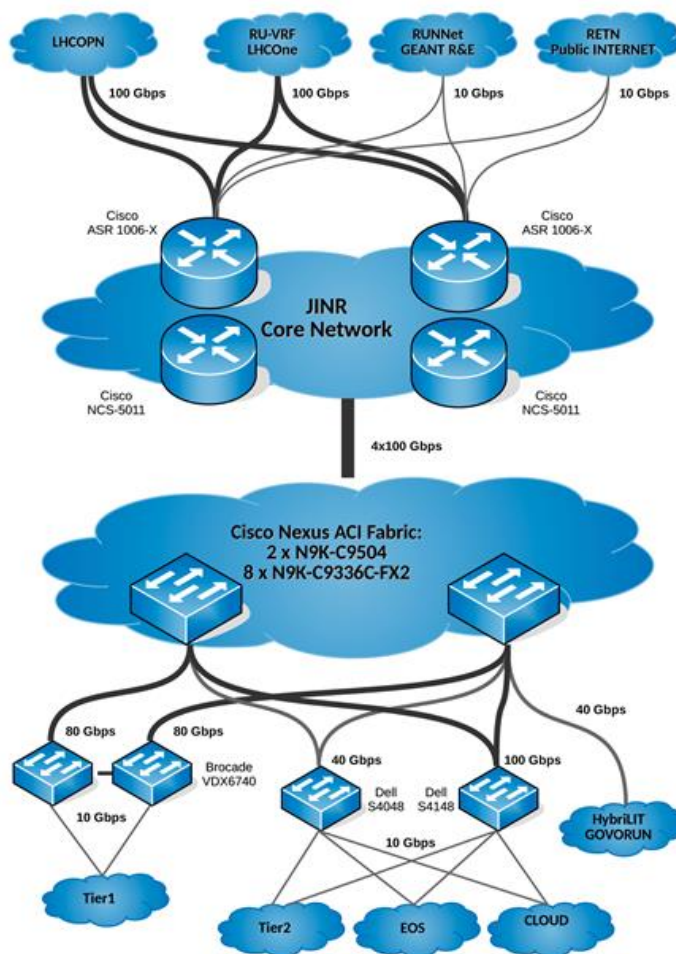 LHCOPN
RU-VRF
LHCOne
RUNNet
GEANT R&E
RETN
Public INTERNET
100 Gbps
100 Gbps
10 Gbps
10 Gbps
Cisco
ASR 1006-X
Cisco
ASR 1006-X
JINR
Core Network
Cisco
NCS-5011
Cisco
NCS-5011
4x100 Gbps
Cisco Nexus ACI Fabric:
2 x N9K-C9504
8 x N9K-C9336C-FX2
80 Gbps
80 Gbps
40 Gbps
100 Gbps
40 Gbps
Brocade
VDX6740
Dell
S4048
Dell
S4148
10 Gbps
10 Gbps
HybriLIT
GOVORUN
Tier1
Tier2
EOS
CLOUD